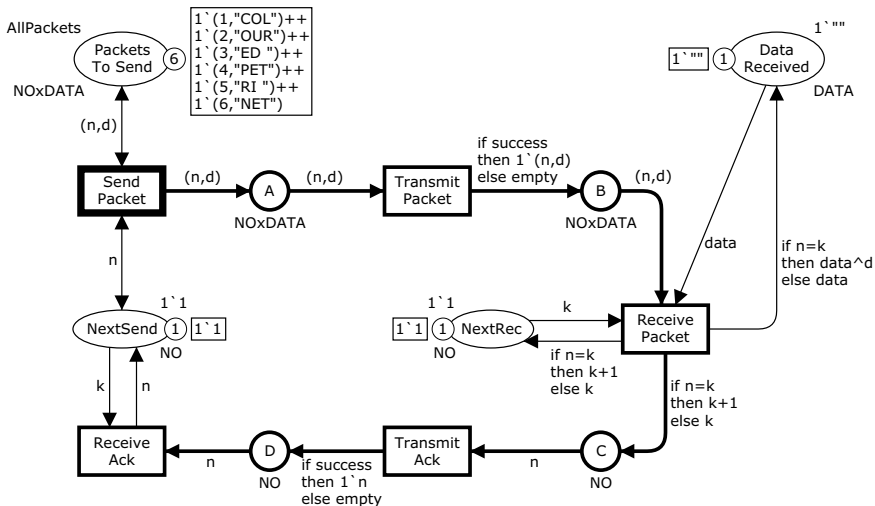 AllPackets
Packets
To Send
6
1`(1,"COL")++
1`(2,"OUR")++
1`(3,"ED ")++
1`(4,"PET")++
1`(5,"RI ")++
1`(6,"NET")
NOxDATA
1`""
1`""
1
Data
Received
DATA
(n,d)
Send
Packet
(n,d)
A
NOxDATA
(n,d)
Transmit
Packet
if success
then 1`(n,d)
else empty
B
NOxDATA
(n,d)
data
if n=k
then data^d
else data
n
1`1
NextSend
1
1`1
NO
1`1
1`1
1
NextRec
NO
k
if n=k
then k+1
else k
Receive
Packet
if n=k
then k+1
else k
k
n
Receive
Ack
n
D
NO
if success
then 1`n
else empty
Transmit
Ack
n
C
NO